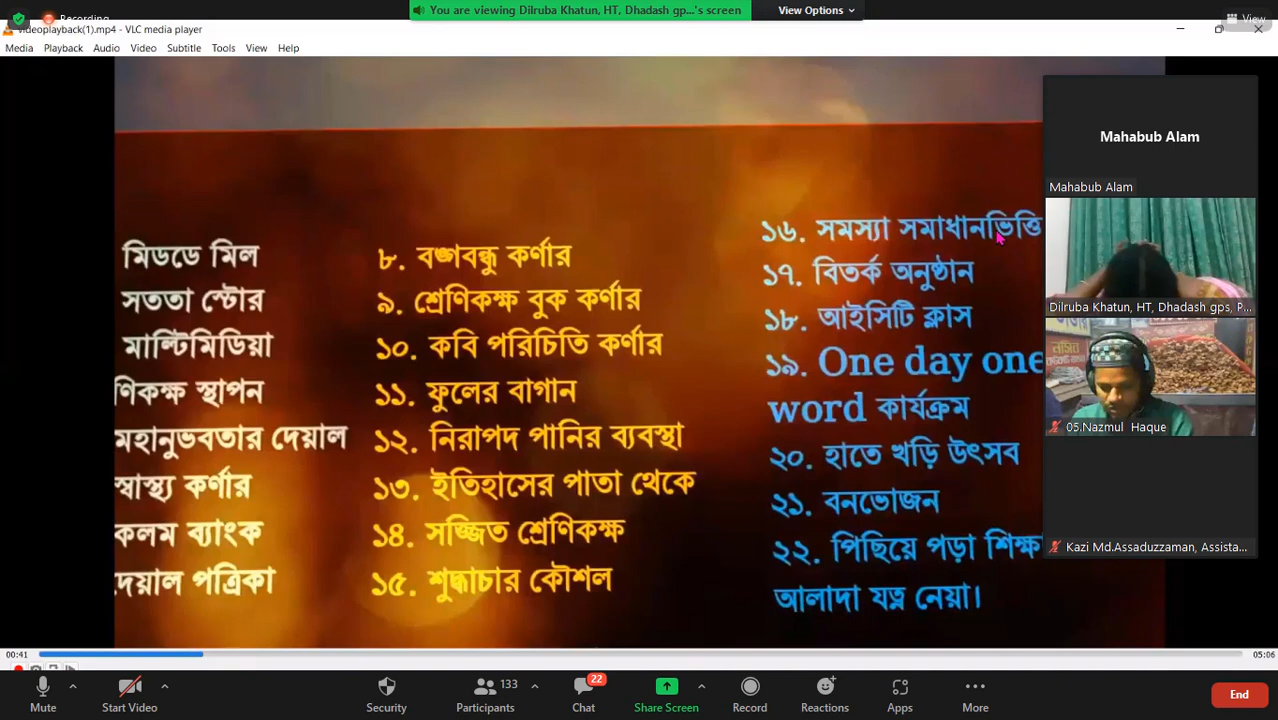 Recording
You are viewing Dilruba Khatun, HT, Dhadash gp...'s screen
View Options
View
videoplayback(1).mp4 - VLC media player
Media Playback Audio Video Subtitle Tools View Help
মিডডে মিল
সততা স্টোর
মাল্টিমিডিয়া
ণিকক্ষ স্থাপন
মহানুভবতার দেয়াল
স্বাস্থ্য কর্ণার
কলম ব্যাংক
দেয়াল পত্রিকা
৮. বঙ্গবন্ধু কর্ণার
৯. শ্রেণিকক্ষ বুক কর্ণার
১০. কবি পরিচিতি কর্ণার
১১. ফুলের বাগান
১২. নিরাপদ পানির ব্যবস্থা
১৩. ইতিহাসের পাতা থেকে
১৪. সজ্জিত শ্রেণিকক্ষ
১৫. শুদ্ধাচার কৌশল
১৬. সমস্যা সমাধানভিত্তি
১৭. বিতর্ক অনুষ্ঠান
১৮. আইসিটি ক্লাস
১৯. One day one
word কার্যক্রম
২০. হাতে খড়ি উৎসব
২১. বনভোজন
২২. পিছিয়ে পড়া শিক্ষ
আলাদা যত্ন নেয়া।
Mahabub Alam
Mahabub Alam
Dilruba Khatun, HT, Dhadash gps, P...
05.Nazmul Haque
Kazi Md.Assaduzzaman, Assista...
00:41
05:06
Mute
Start Video
Security
133
Participants
22
Chat
Share Screen
Record
Reactions
Apps
More
End